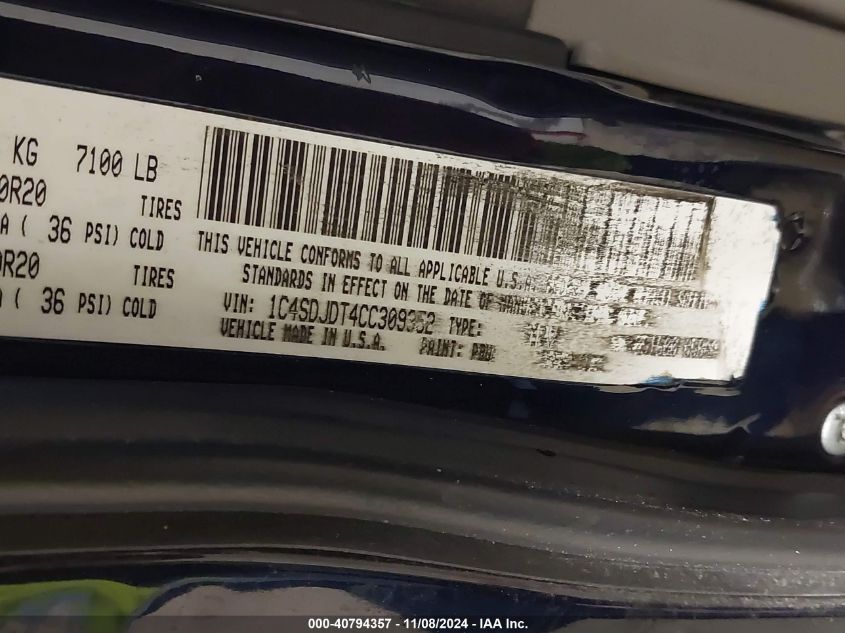 KG 7100 LB
0R20 TIRES
A ( 36 PSI) COLD
0R20 TIRES
( 36 PSI) COLD
THIS VEHICLE CONFORMS TO ALL APPLICABLE U.S.A.
STANDARDS IN EFFECT ON THE DATE OF
VIN: 1C4SDJDT4CC309352 TYPE:
VEHICLE MADE IN U.S.A. PAINT:
000-40794357 - 11/08/2024 - IAA Inc.